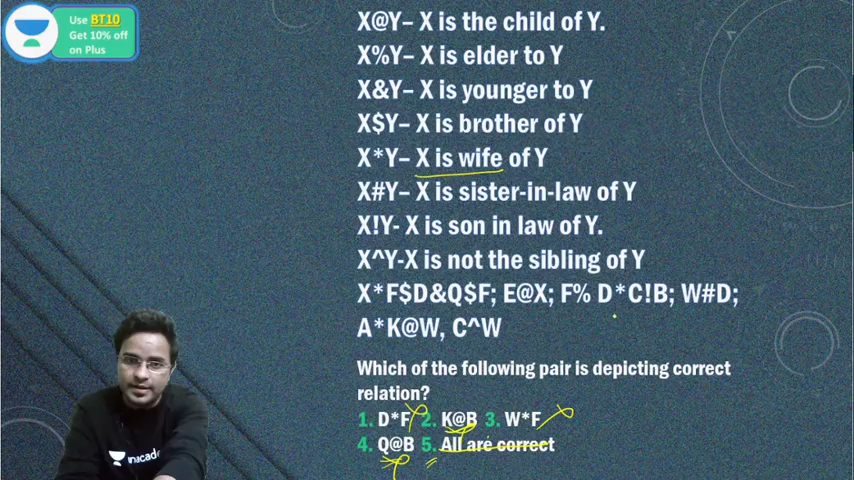 Use BT10
Get 10% off
on Plus
X@Y– X is the child of Y.
X%Y– X is elder to Y
X&Y– X is younger to Y
X$Y– X is brother of Y
X*Y– X is wife of Y
X#Y– X is sister-in-law of Y
X!Y- X is son in law of Y.
X^Y-X is not the sibling of Y
X*F$D&Q$F; E@X; F% D*C!B; W#D;
A*K@W, C^W
Which of the following pair is depicting correct
relation?
1. D*F 2. K@B 3. W*F
4. Q@B 5. All are correct
unacade